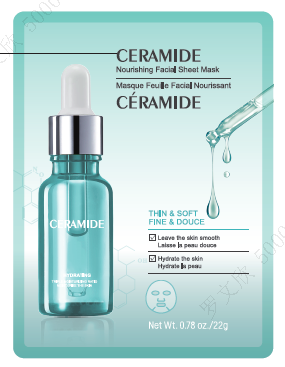 CERAMIDE
Nourishing Facial Sheet Mask
Masque Feuille Facial Nourissant
CÉRAMIDE
THIN & SOFT
FINE & DOUCE
Leave the skin smooth
Laisse la peau douce
Hydrate the skin
Hydrate la peau
Net Wt. 0.78 oz./22g
CERAMIDE
HYDRATING